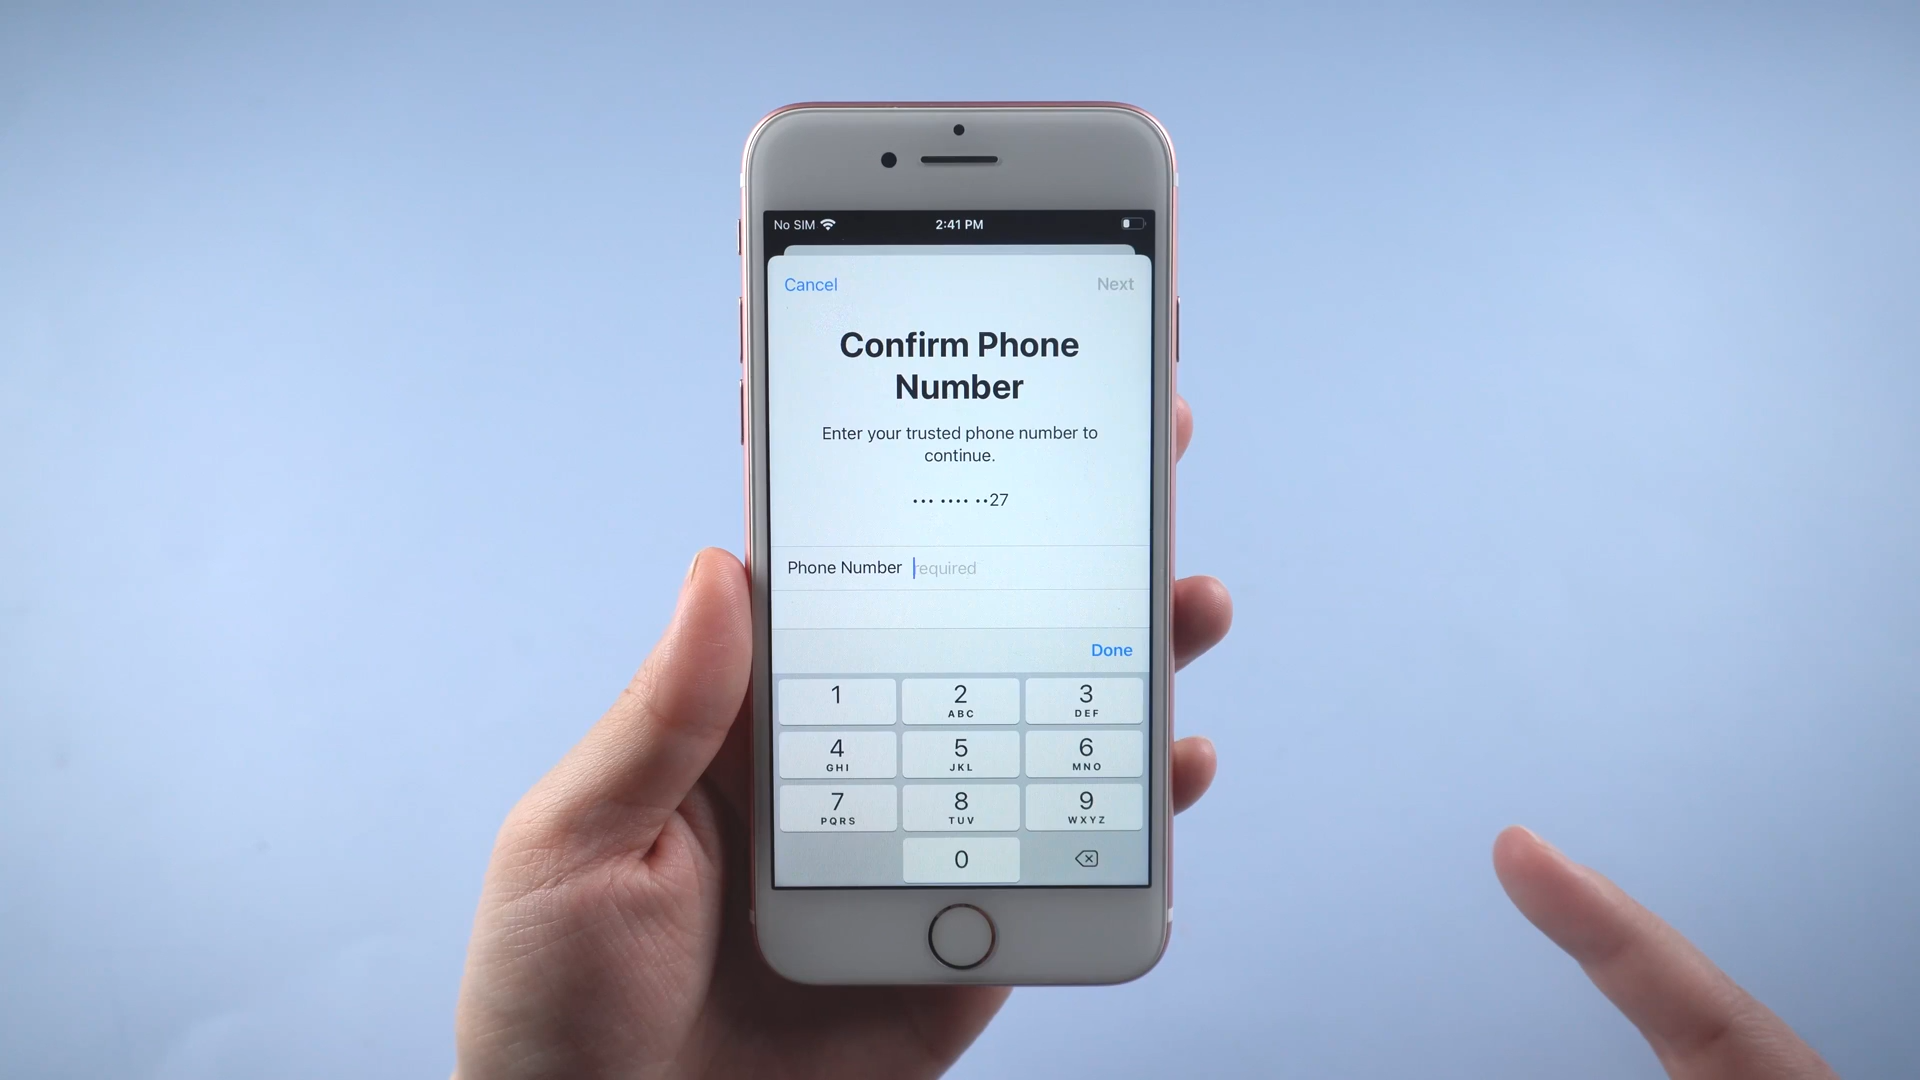 No SIM
2:41 PM
Cancel
Next
Confirm Phone
Number
Enter your trusted phone number to
continue.
••• •••• ••27
Phone Number required
Done
1
2
ABC
3
DEF
4
GHI
5
JKL
6
MNO
7
PQRS
8
TUV
9
WXYZ
0